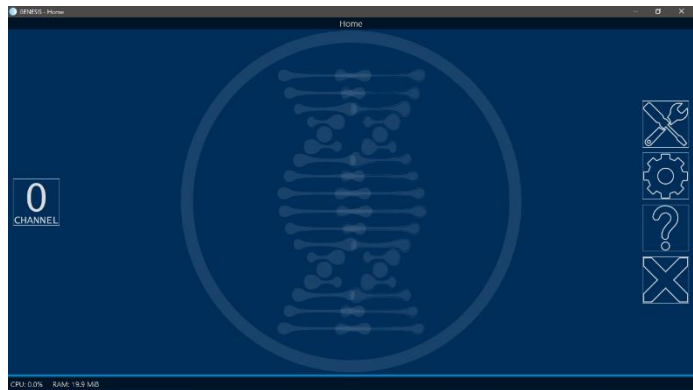 GENESIS - Home
Home
0
CHANNEL
CPU: 0.0% RAM: 19.9 MiB